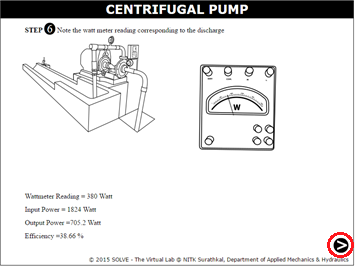 CENTRIFUGAL PUMP
STEP 6 Note the watt meter reading corresponding to the discharge
W
Wattmeter Reading = 380 Watt
Input Power = 1824 Watt
Output Power =705.2 Watt
Efficiency =38.66 %
>
© 2015 SOLVE - The Virtual Lab @ NITK Surathkal, Department of Applied Mechanics & Hydraulics